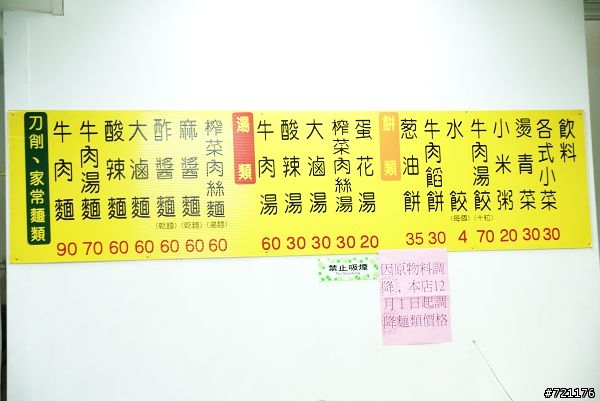 刀削、家常麵類
牛肉麵 90
牛肉湯麵 70
酸辣麵 60
大滷麵 60
酢醬麵 (乾麵) 60
麻醬麵 (乾麵) 60
榨菜肉絲麵 (湯麵) 60
湯類
牛肉湯 60
酸辣湯 30
大滷湯 30
榨菜肉絲湯 30
蛋花湯 20
餅類
葱油餅 35
牛肉餡餅 30
水餃 (每個) 4
牛肉湯餃 (十粒) 70
小米粥 20
燙青菜 30
各式小菜 30
飲料
禁止吸煙
No Smoking
因原物料調
降、本店12
月1日起調
降麵類價格
#721176